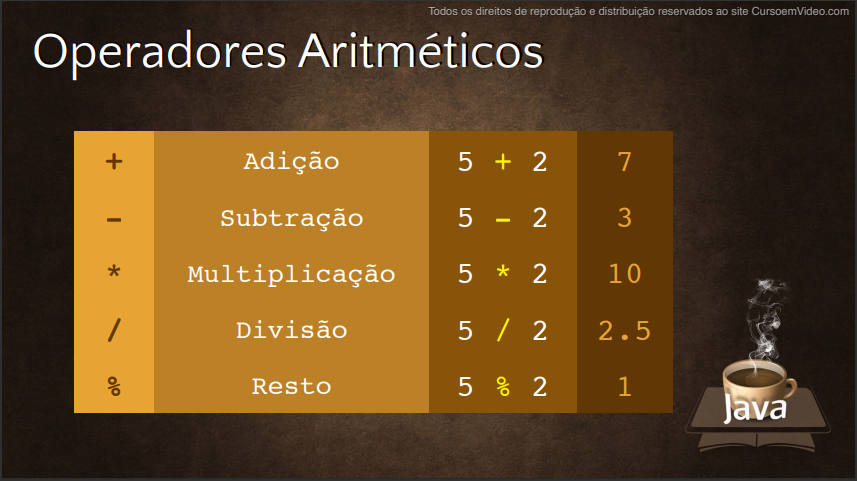 Todos os direitos de reprodução e distribuição reservados ao site CursoemVideo.com
Operadores Aritméticos
+ Adição 5 + 2 7
- Subtração 5 - 2 3
* Multiplicação 5 * 2 10
/ Divisão 5 / 2 2.5
% Resto 5 % 2 1
Java